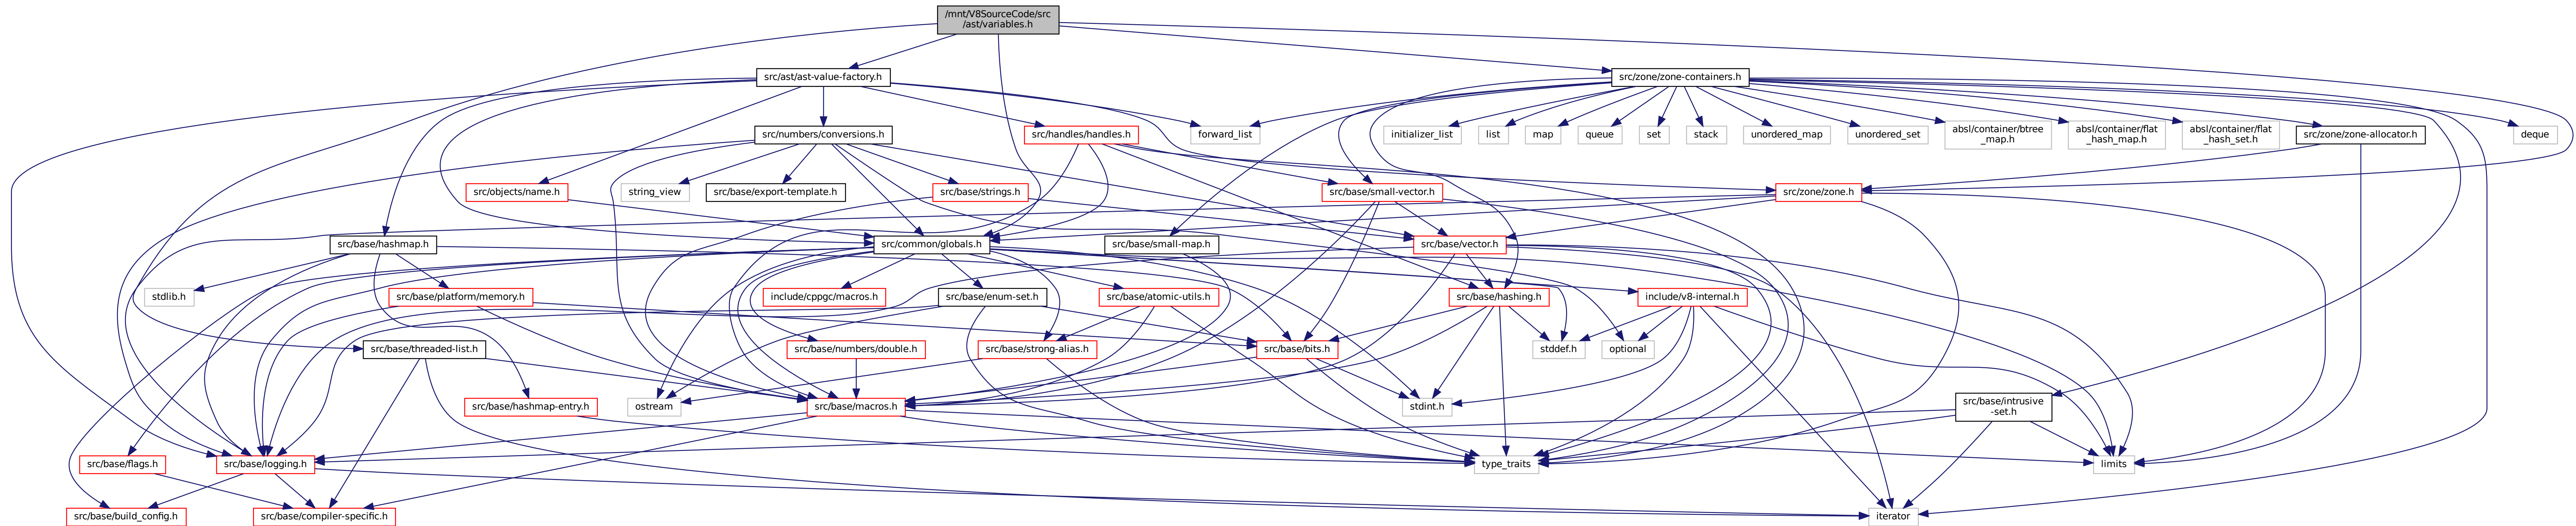 /mnt/V8SourceCode/src
/ast/variables.h
src/ast/ast-value-factory.h
src/zone/zone-containers.h
src/numbers/conversions.h
src/handles/handles.h
forward_list
initializer_list
list
map
queue
set
stack
unordered_map
unordered_set
absl/container/btree
_map.h
absl/container/flat
_hash_map.h
absl/container/flat
_hash_set.h
src/zone/zone-allocator.h
deque
src/objects/name.h
string_view
src/base/export-template.h
src/base/strings.h
src/base/small-vector.h
src/zone/zone.h
src/base/hashmap.h
src/common/globals.h
src/base/small-map.h
src/base/vector.h
stdlib.h
src/base/platform/memory.h
include/cppgc/macros.h
src/base/enum-set.h
src/base/atomic-utils.h
src/base/hashing.h
include/v8-internal.h
src/base/threaded-list.h
src/base/numbers/double.h
src/base/strong-alias.h
src/base/bits.h
stddef.h
optional
src/base/hashmap-entry.h
ostream
src/base/macros.h
stdint.h
src/base/intrusive
-set.h
src/base/flags.h
src/base/logging.h
type_traits
limits
src/base/build_config.h
src/base/compiler-specific.h
iterator